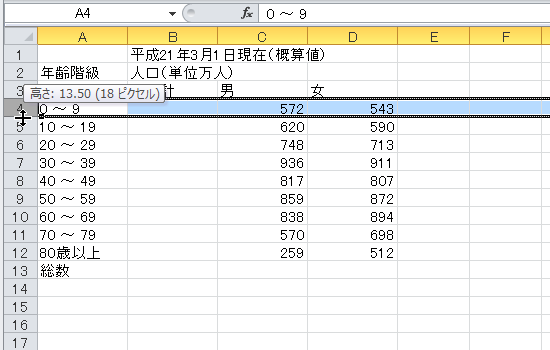 A4 fx 0 ～ 9
A B C D E F
1 平成21年3月1日現在(概算値)
2 年齢階級 人口(単位万人)
3 計 男 女
高さ: 13.50 (18 ピクセル)
4 0 ～ 9 572 543
5 10 ～ 19 620 590
6 20 ～ 29 748 713
7 30 ～ 39 936 911
8 40 ～ 49 817 807
9 50 ～ 59 859 872
10 60 ～ 69 838 894
11 70 ～ 79 570 698
12 80歳以上 259 512
13 総数
14
15
16
17